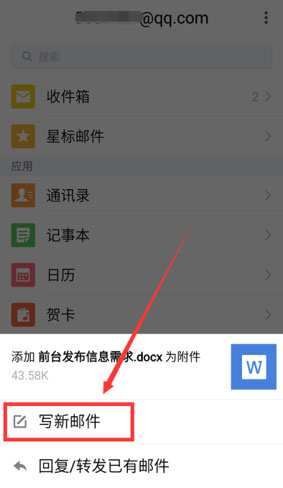 @qq.com
搜索
收件箱 2
星标邮件
应用
通讯录
记事本
日历
贺卡
添加 前台发布信息需求.docx 为附件
43.58K
W
写新邮件
回复/转发已有邮件